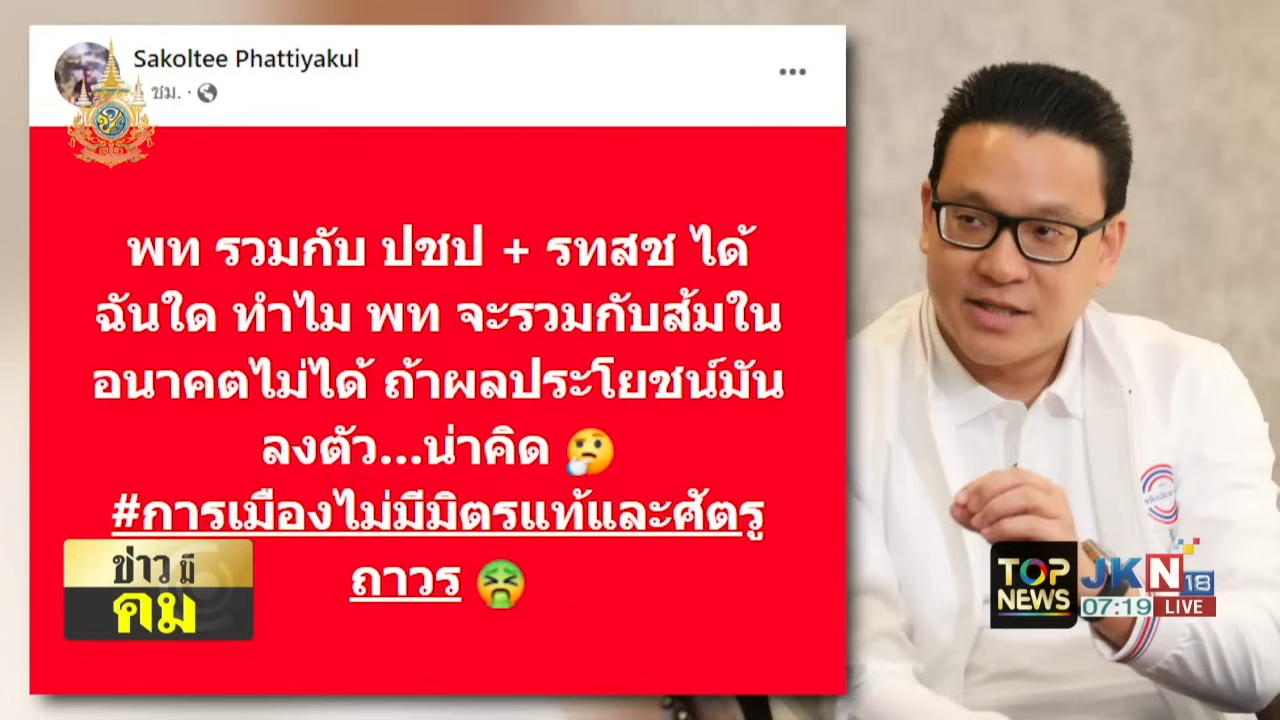 Sakoltee Phattiyakul
ชม. ·
พท รวมกับ ปชป + รทสช ได้
ฉันใด ทำไม พท จะรวมกับส้มใน
อนาคตไม่ได้ ถ้าผลประโยชน์มัน
ลงตัว...น่าคิด 🤔
#การเมืองไม่มีมิตรแท้และศัตรู
ถาวร 🤮
ข่าวมี
คม
TOP
NEWS
JKN18
07:19 LIVE